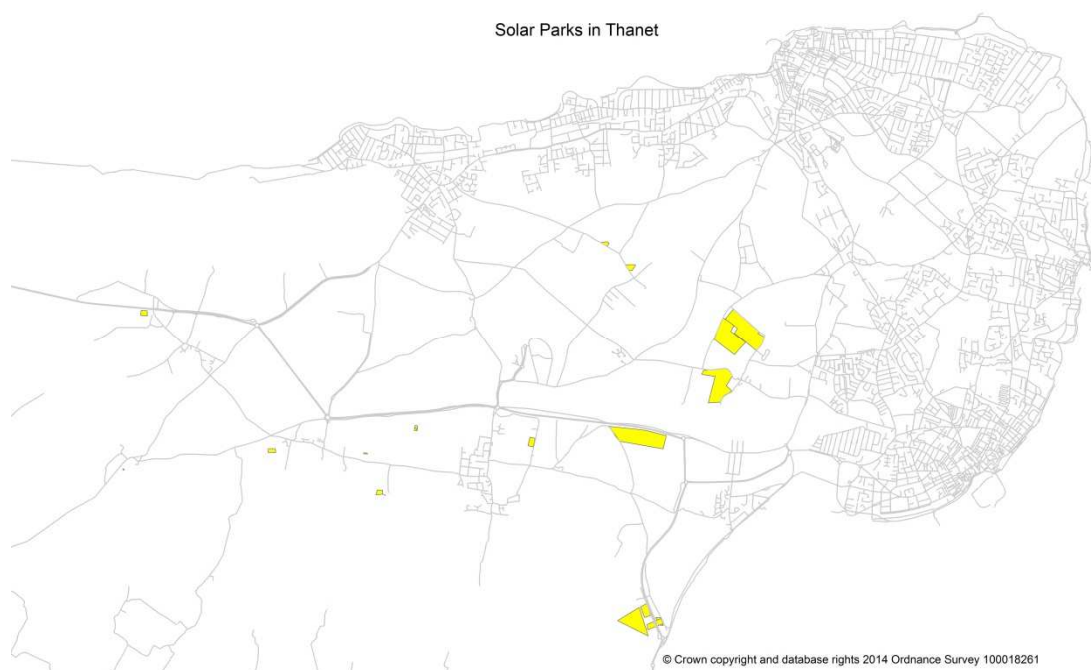 Solar Parks in Thanet
© Crown copyright and database rights 2014 Ordnance Survey 100018261